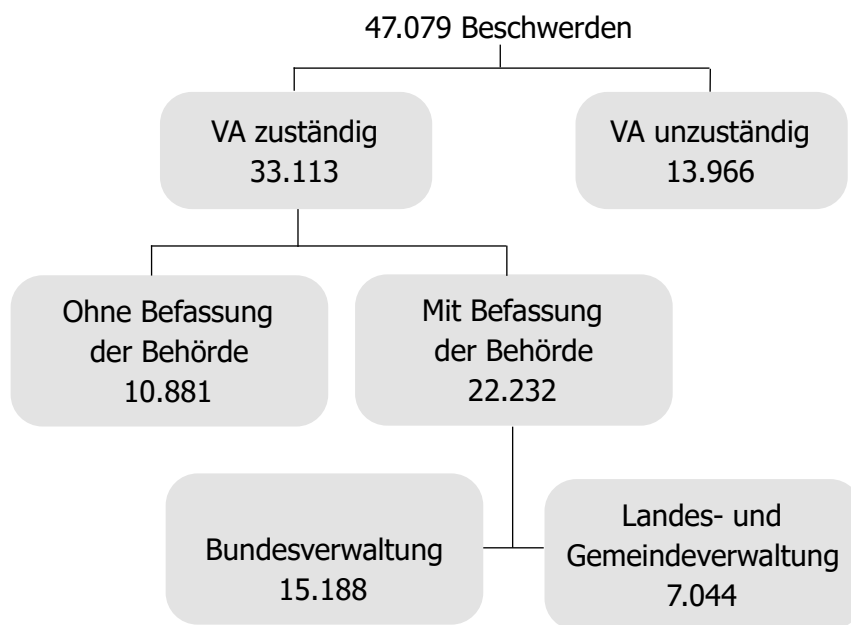 47.079 Beschwerden
VA zuständig
33.113
VA unzuständig
13.966
Ohne Befassung
der Behörde
10.881
Mit Befassung
der Behörde
22.232
Bundesverwaltung
15.188
Landes- und
Gemeindeverwaltung
7.044